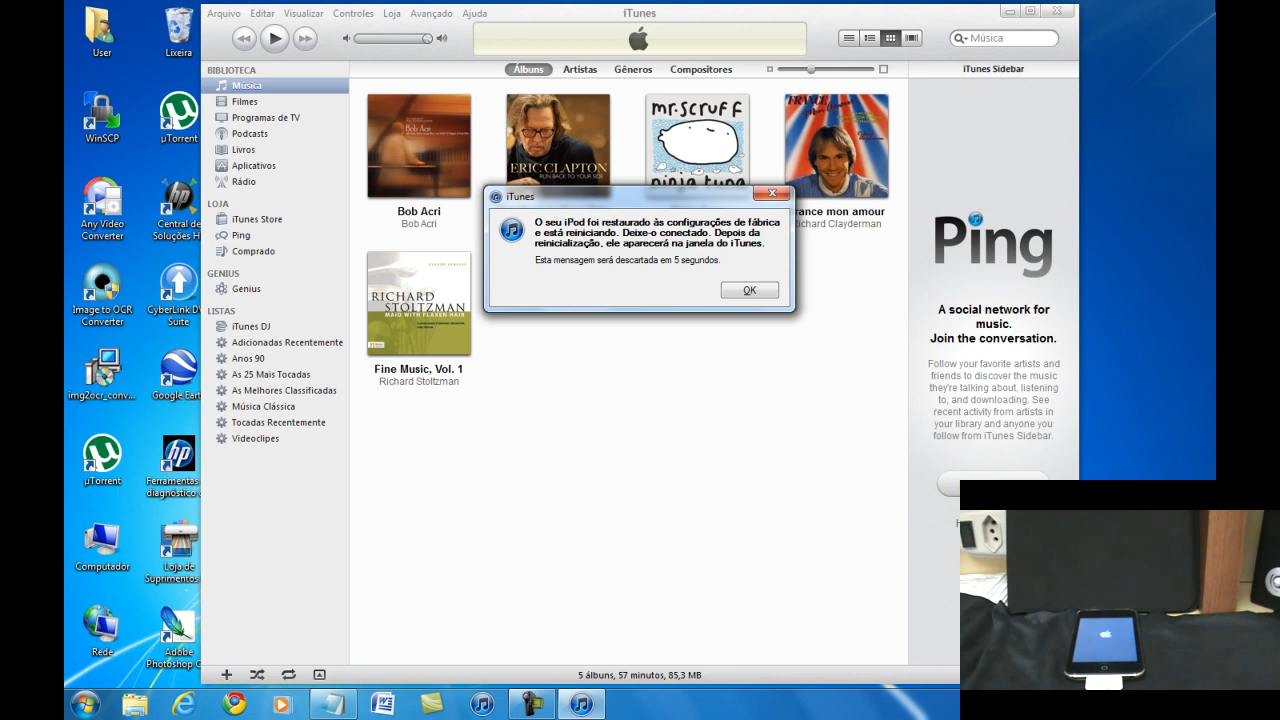 Arquivo Editar Visualizar Controles Loja Avançado Ajuda
iTunes
Música
Álbuns Artistas Gêneros Compositores
iTunes Sidebar
User
Lixeira
WinSCP
µTorrent
Any Video
Converter
Central de
Soluções H
Image to OCR
Converter
CyberLink D
Suite
img2ocr_conv...
Google Eart
µTorrent
Ferramentas
diagnóstico
Computador
Loja de
Suprimentos
Rede
Adobe
Photoshop C
BIBLIOTECA
Música
Filmes
Programas de TV
Podcasts
Livros
Aplicativos
Rádio
LOJA
iTunes Store
Ping
Comprado
GENIUS
Genius
LISTAS
iTunes DJ
Adicionadas Recentemente
Anos 90
As 25 Mais Tocadas
As Melhores Classificadas
Música Clássica
Tocadas Recentemente
Videoclipes
Bob Acri
Bob Acri
Bob Acri
ERIC CLAPTON
RUN BACK TO YOUR SIDE
mr.scruff
ninja tuna
FRANCE
rance mon amour
Richard Clayderman
RICHARD
STOLTZMAN
MAID WITH FLAXEN HAIR
Fine Music, Vol. 1
Richard Stoltzman
iTunes
O seu iPod foi restaurado às configurações de fábrica
e está reiniciando. Deixe-o conectado. Depois da
reinicialização, ele aparecerá na janela do iTunes.
Esta mensagem será descartada em 5 segundos.
OK
Ping
A social network for
music.
Join the conversation.
Follow your favorite artists and
friends to discover the music
they're talking about, listening
to, and downloading. See
recent activity from artists in
your library and anyone you
follow from iTunes Sidebar.
5 álbuns, 57 minutos, 85,3 MB